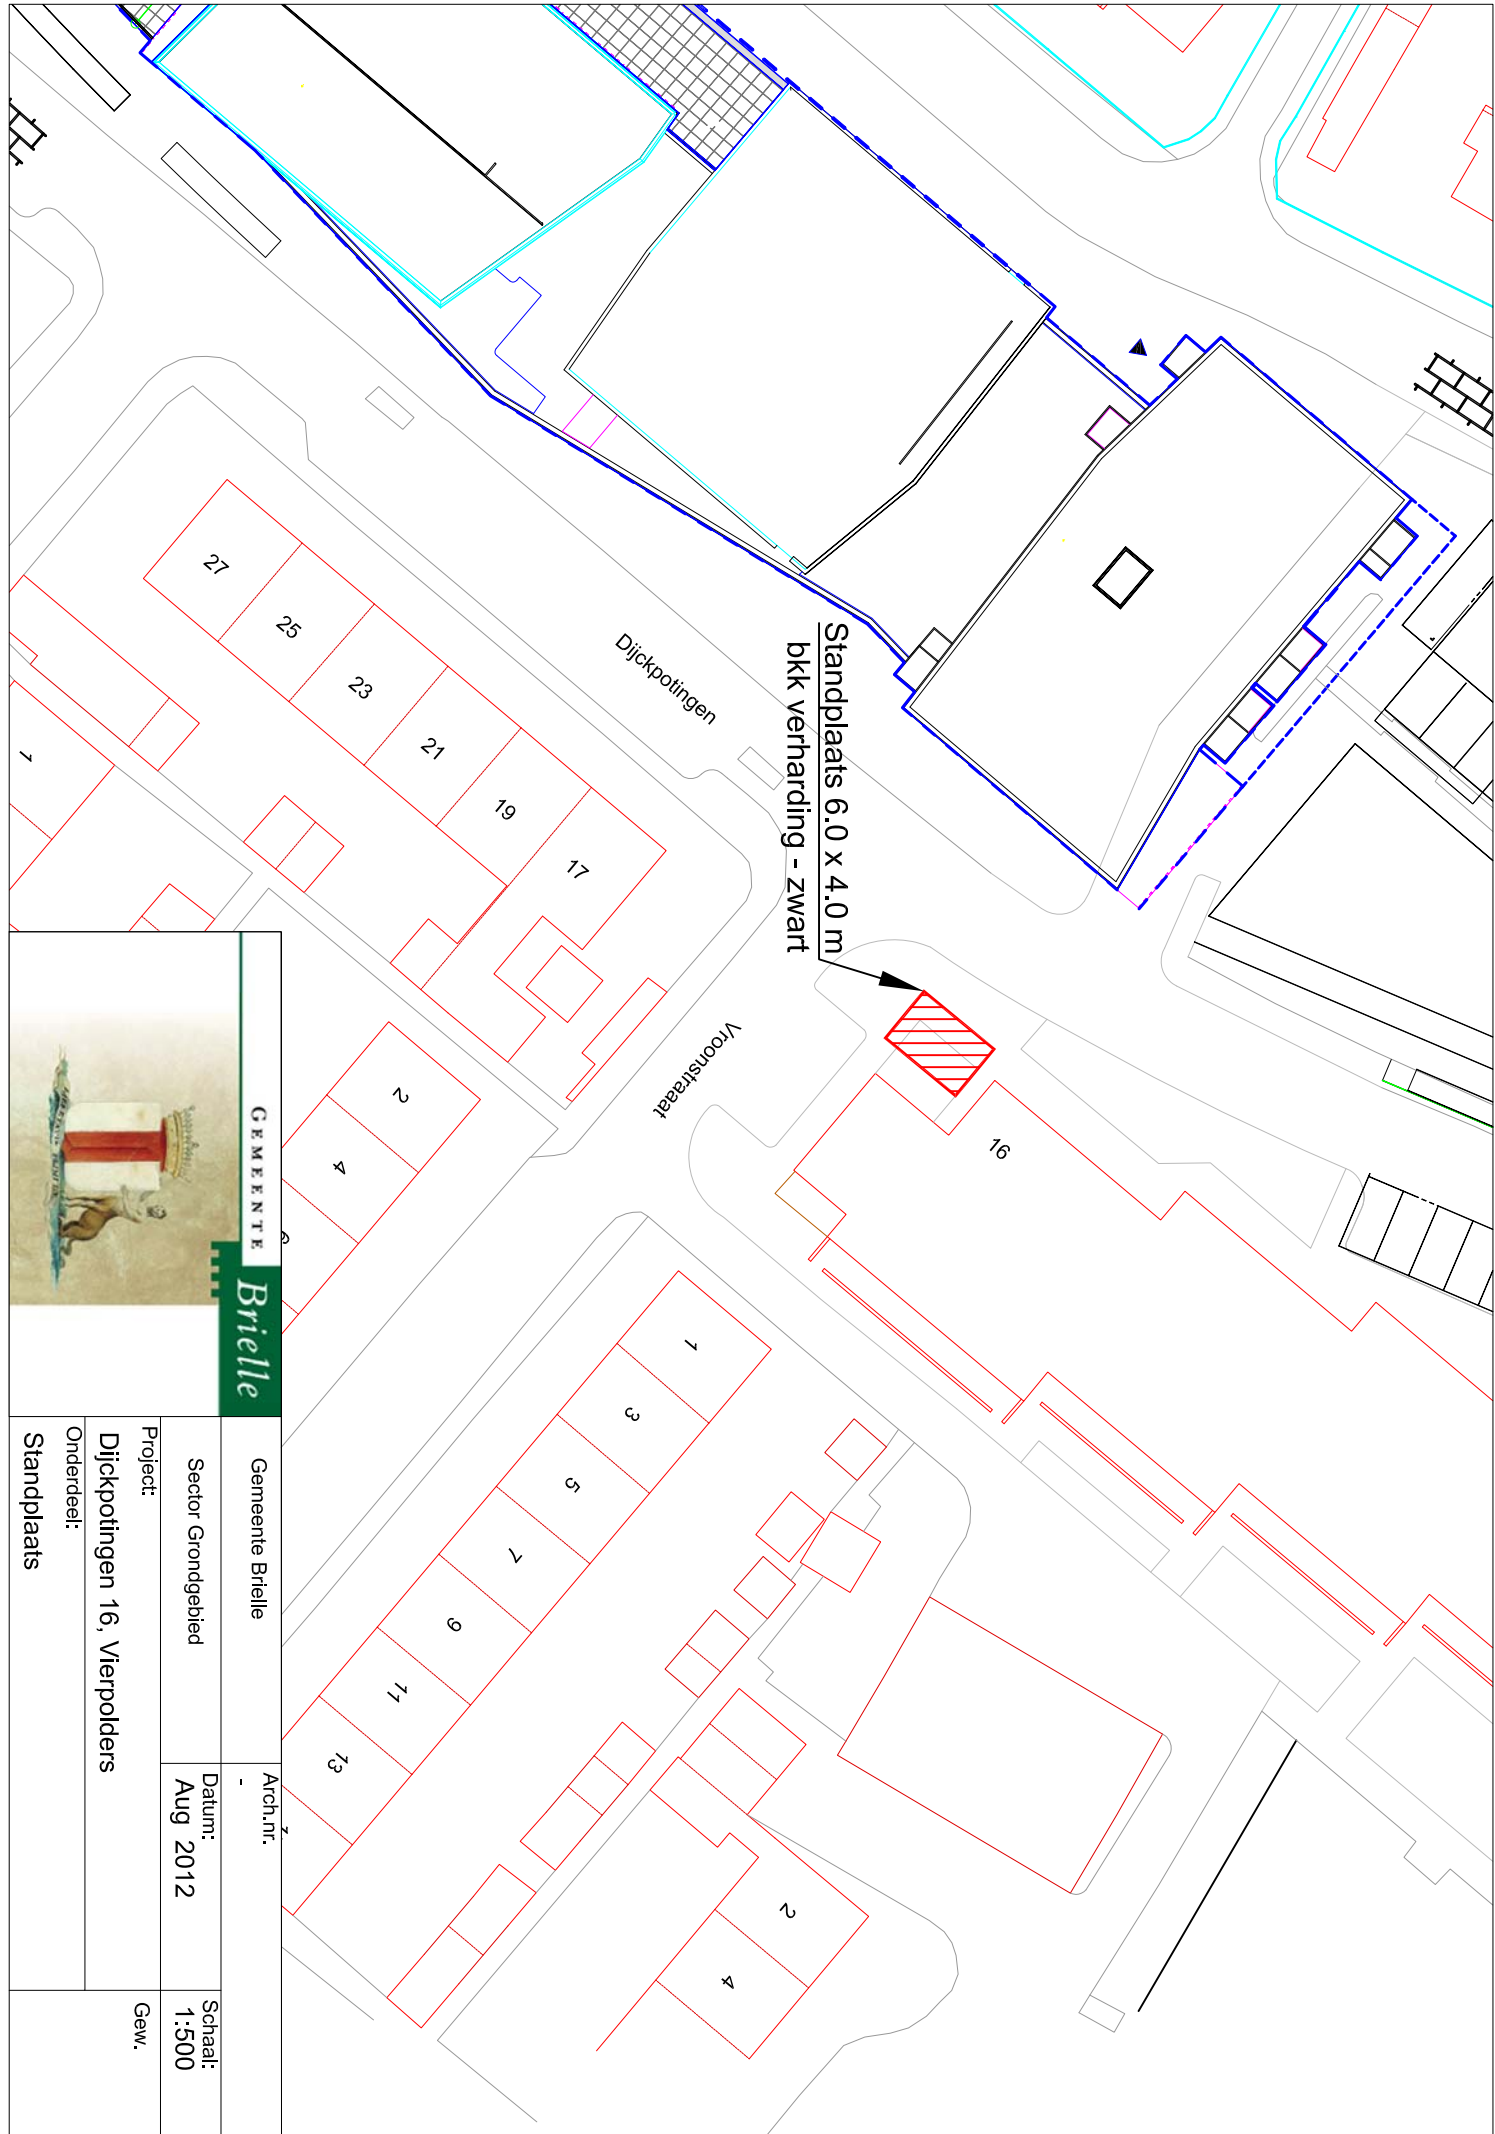 Standplaats 6.0 x 4.0 m
bkk verharding - zwart
Dijckpotingen
Vroonstraat
27
25
23
21
19
17
16
1
2
4
6
1
3
5
7
9
11
13
2
4
GEMEENTE
Brielle
Gemeente Brielle
Arch.nr.
-
Sector Grondgebied
Datum:
Aug 2012
Schaal:
1:500
Project:
Dijckpotingen 16, Vierpolders
Gew.
Onderdeel:
Standplaats